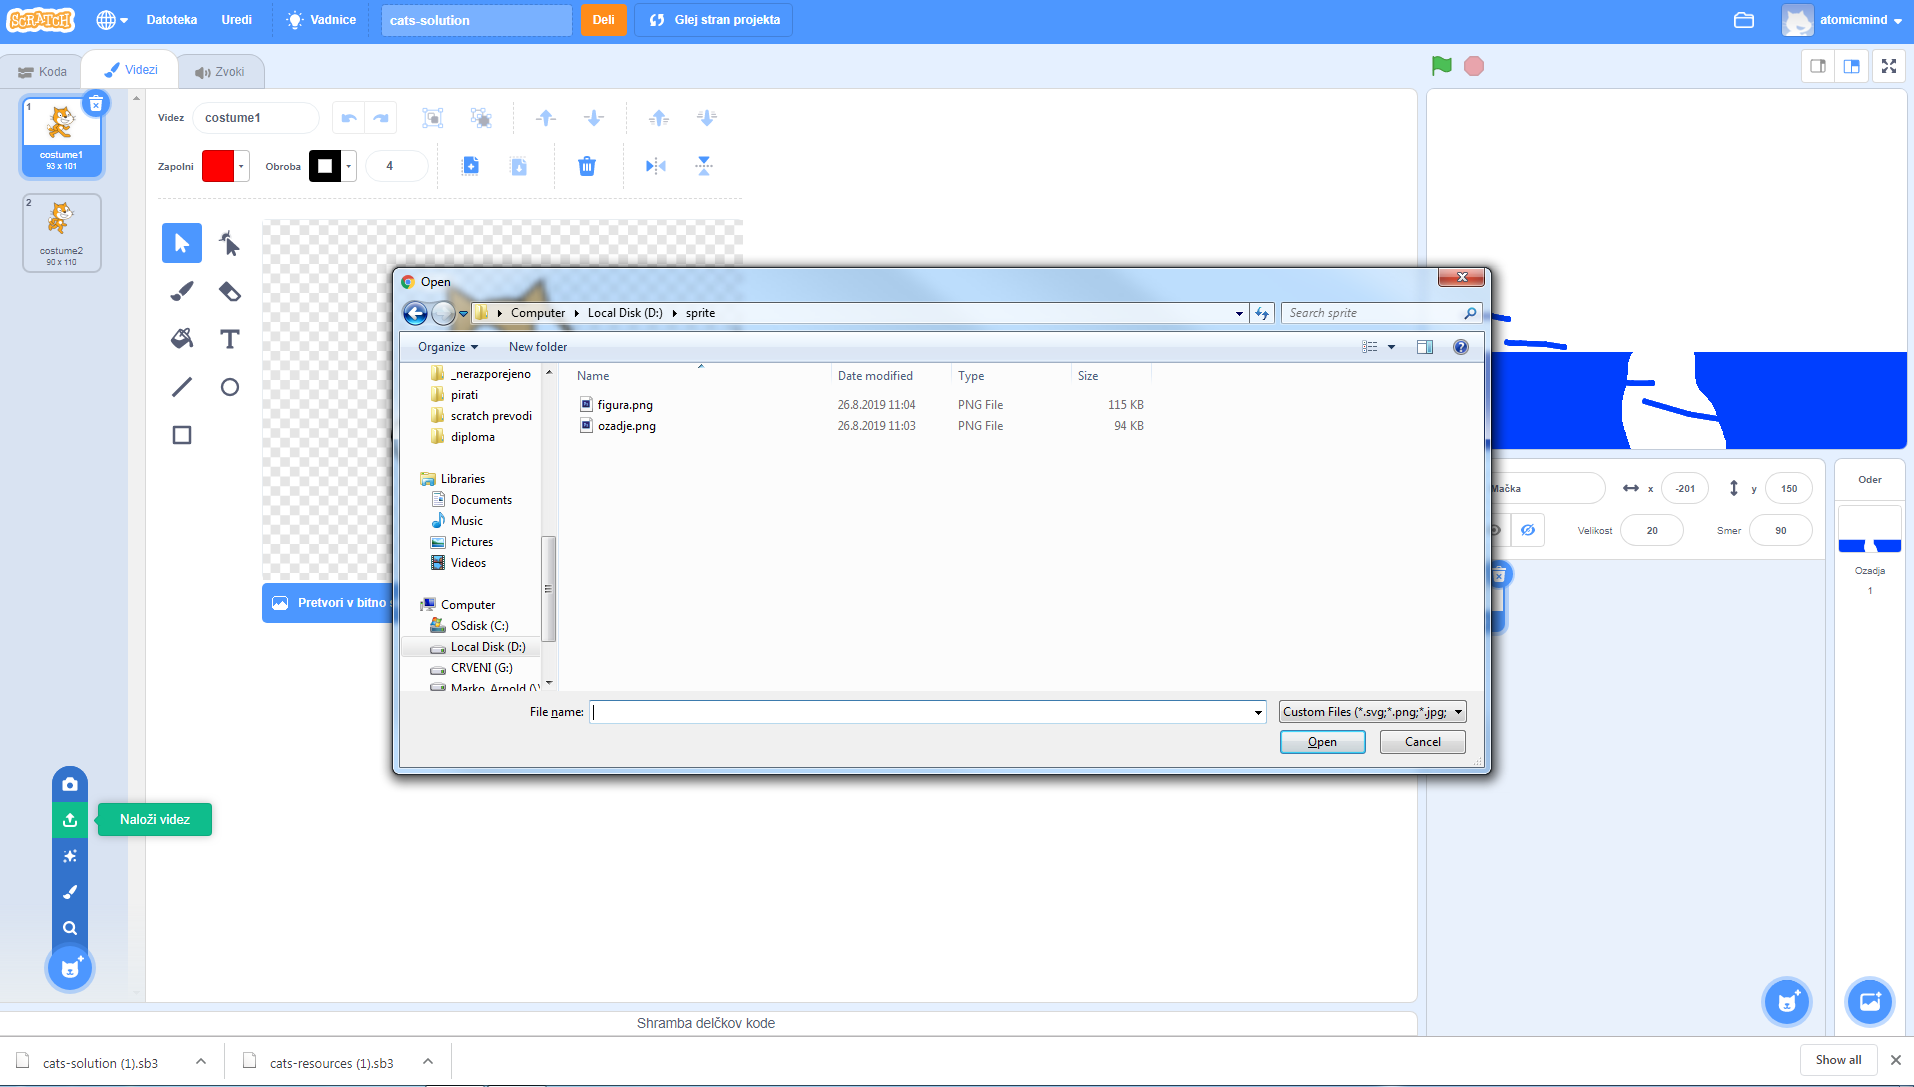 SCRATCH
Datoteka
Uredi
Vadnice
cats-solution
Deli
Glej stran projekta
atomicmind
Koda
Videzi
Zvoki
1
costume1
93 x 101
2
costume2
90 x 110
Videz
costume1
Zapolni
Obroba
4
T
Pretvori v bitno
Naloži videz
Open
Computer
Local Disk (D:)
sprite
Search sprite
Organize
New folder
_nerazporejeno
pirati
scratch prevodi
diploma
Libraries
Documents
Music
Pictures
Videos
Computer
OSdisk (C:)
Local Disk (D:)
CRVENI (G:)
Marko_Arnold (\\
Name
Date modified
Type
Size
figura.png
26.8.2019 11:04
PNG File
115 KB
ozadje.png
26.8.2019 11:03
PNG File
94 KB
File name:
Custom Files (*.svg;*.png;*.jpg;
Open
Cancel
Mačka
x
-201
y
150
Velikost
20
Smer
90
Oder
Ozadja
1
Shramba delčkov kode
cats-solution (1).sb3
cats-resources (1).sb3
Show all